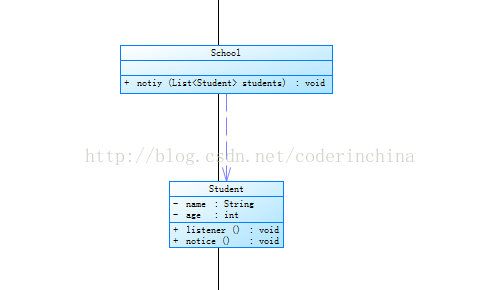 School
+ notiy (List<Student> students) : void
http://blog.csdn.net/coderinchina
Student
- name : String
- age : int
+ listener () : void
+ notice () : void